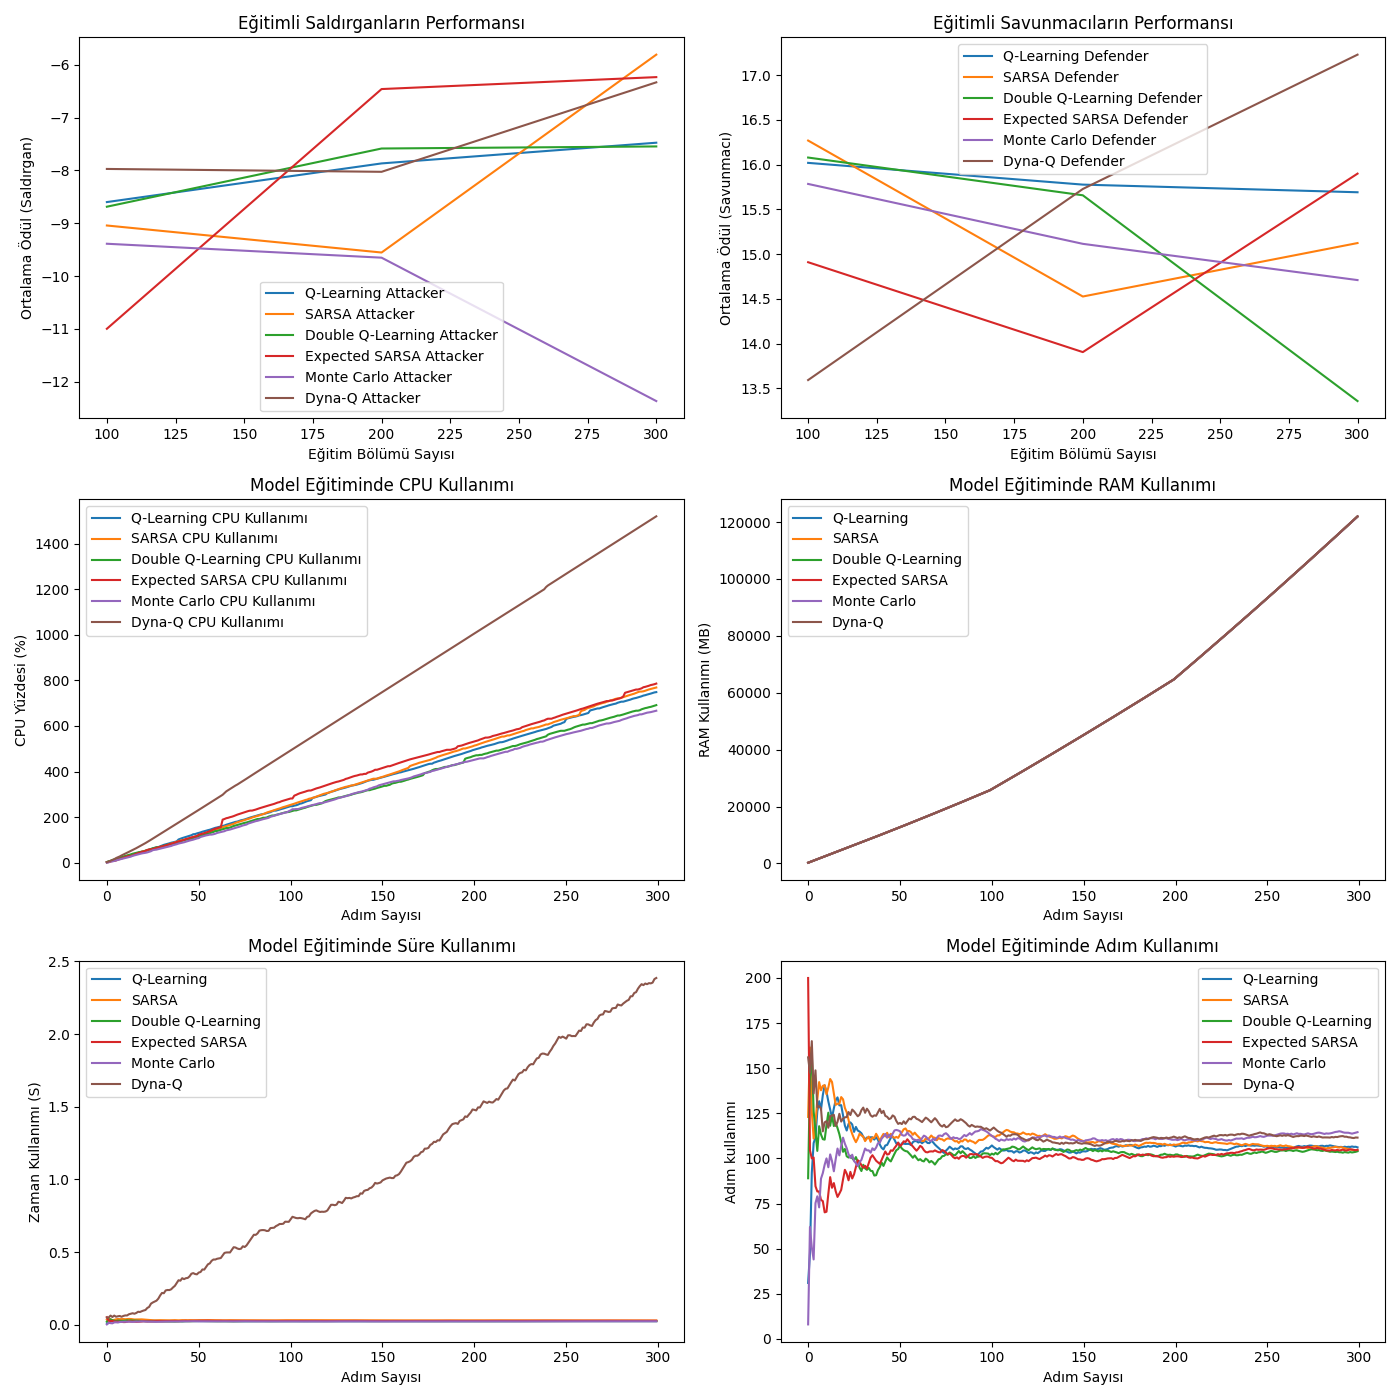 Eğitimli Saldırganların Performansı
Ortalama Ödül (Saldırgan)
−6
−7
−8
−9
−10
−11
−12
Q-Learning Attacker
SARSA Attacker
Double Q-Learning Attacker
Expected SARSA Attacker
Monte Carlo Attacker
Dyna-Q Attacker
100 125 150 175 200 225 250 275 300
Eğitim Bölümü Sayısı
Eğitimli Savunmacıların Performansı
Ortalama Ödül (Savunmacı)
17.0
16.5
16.0
15.5
15.0
14.5
14.0
13.5
Q-Learning Defender
SARSA Defender
Double Q-Learning Defender
Expected SARSA Defender
Monte Carlo Defender
Dyna-Q Defender
100 125 150 175 200 225 250 275 300
Eğitim Bölümü Sayısı
Model Eğitiminde CPU Kullanımı
CPU Yüzdesi (%)
1400
1200
1000
800
600
400
200
0
Q-Learning CPU Kullanımı
SARSA CPU Kullanımı
Double Q-Learning CPU Kullanımı
Expected SARSA CPU Kullanımı
Monte Carlo CPU Kullanımı
Dyna-Q CPU Kullanımı
0 50 100 150 200 250 300
Adım Sayısı
Model Eğitiminde RAM Kullanımı
RAM Kullanımı (MB)
120000
100000
80000
60000
40000
20000
0
Q-Learning
SARSA
Double Q-Learning
Expected SARSA
Monte Carlo
Dyna-Q
0 50 100 150 200 250 300
Adım Sayısı
Model Eğitiminde Süre Kullanımı
Zaman Kullanımı (S)
2.5
2.0
1.5
1.0
0.5
0.0
Q-Learning
SARSA
Double Q-Learning
Expected SARSA
Monte Carlo
Dyna-Q
0 50 100 150 200 250 300
Adım Sayısı
Model Eğitiminde Adım Kullanımı
Adım kulllanımı
200
175
150
125
100
75
50
25
0
Q-Learning
SARSA
Double Q-Learning
Expected SARSA
Monte Carlo
Dyna-Q
0 50 100 150 200 250 300
Adım Sayısı